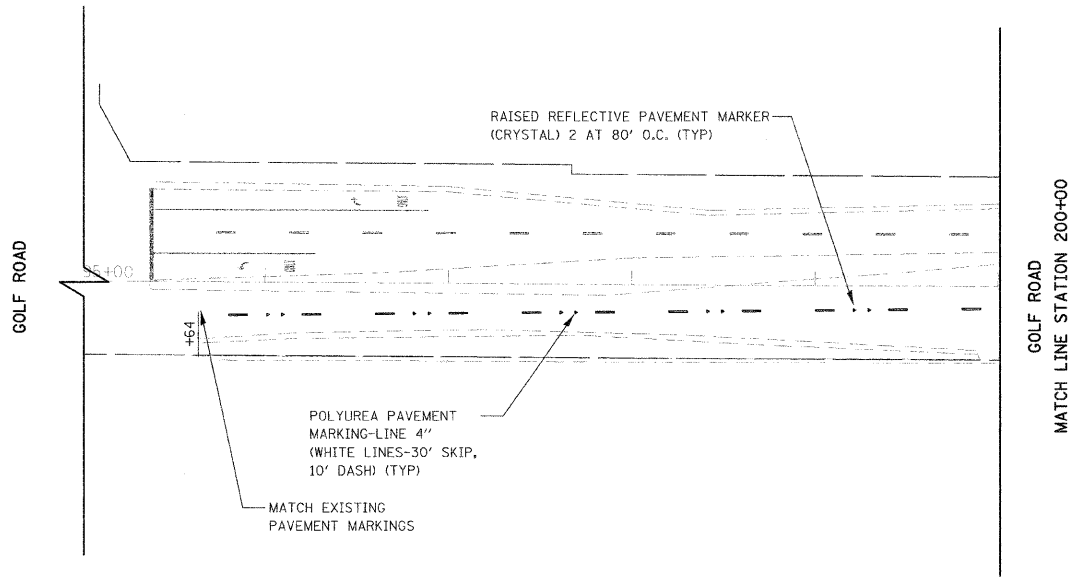 RAISED REFLECTIVE PAVEMENT MARKER
(CRYSTAL) 2 AT 80' O.C. (TYP)
GOLF ROAD
95+00
+64
GOLF ROAD
MATCH LINE STATION 200+00
POLYUREA PAVEMENT
MARKING-LINE 4"
(WHITE LINES-30' SKIP,
10' DASH) (TYP)
MATCH EXISTING
PAVEMENT MARKINGS